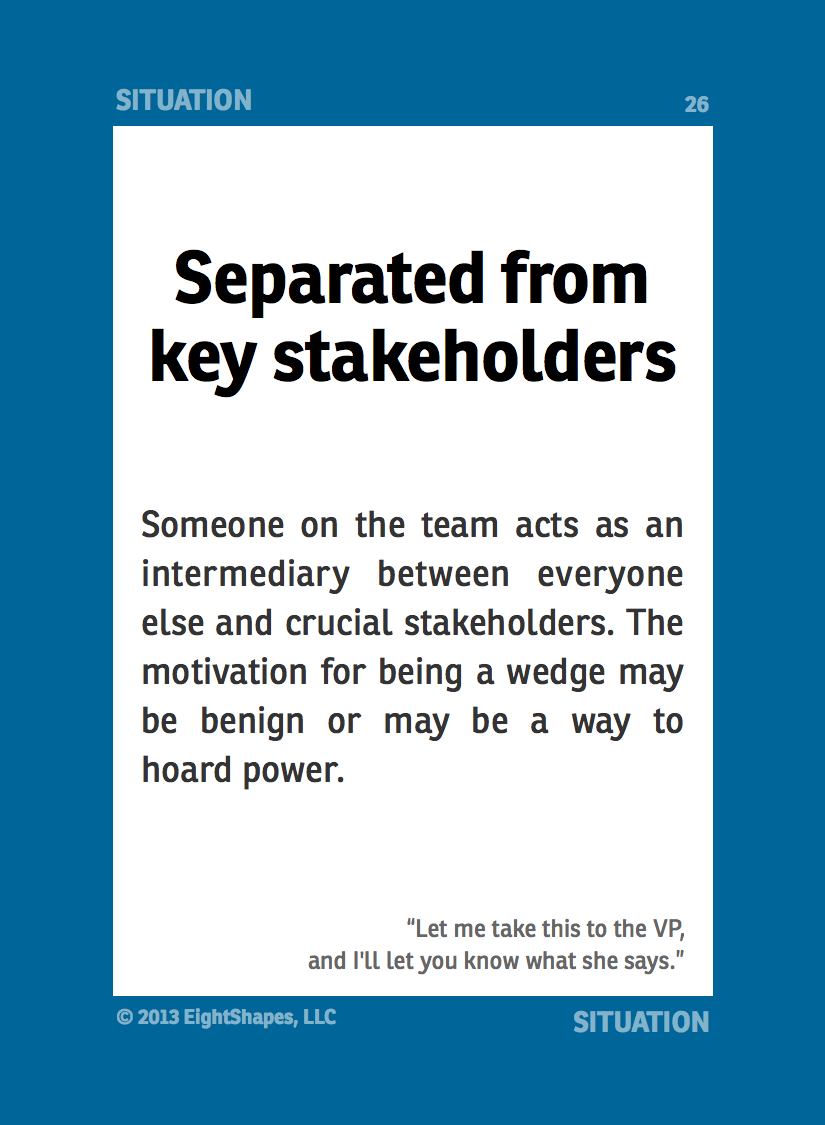 SITUATION
26
Separated from
key stakeholders
Someone on the team acts as an
intermediary between everyone
else and crucial stakeholders. The
motivation for being a wedge may
be benign or may be a way to
hoard power.
“Let me take this to the VP,
and I'll let you know what she says.”
© 2013 EightShapes, LLC
SITUATION